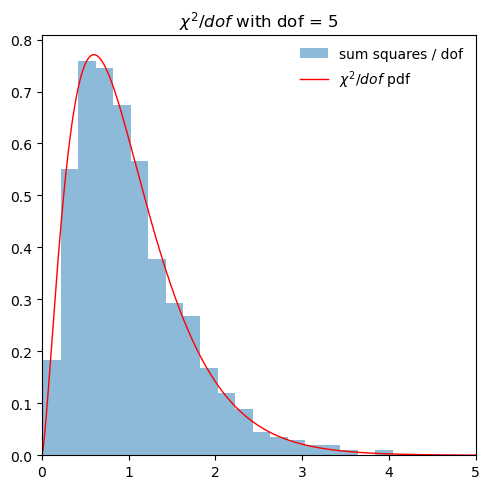 χ²/dof with dof = 5
sum squares / dof
χ²/dof pdf
0.8
0.7
0.6
0.5
0.4
0.3
0.2
0.1
0.0
0 1 2 3 4 5